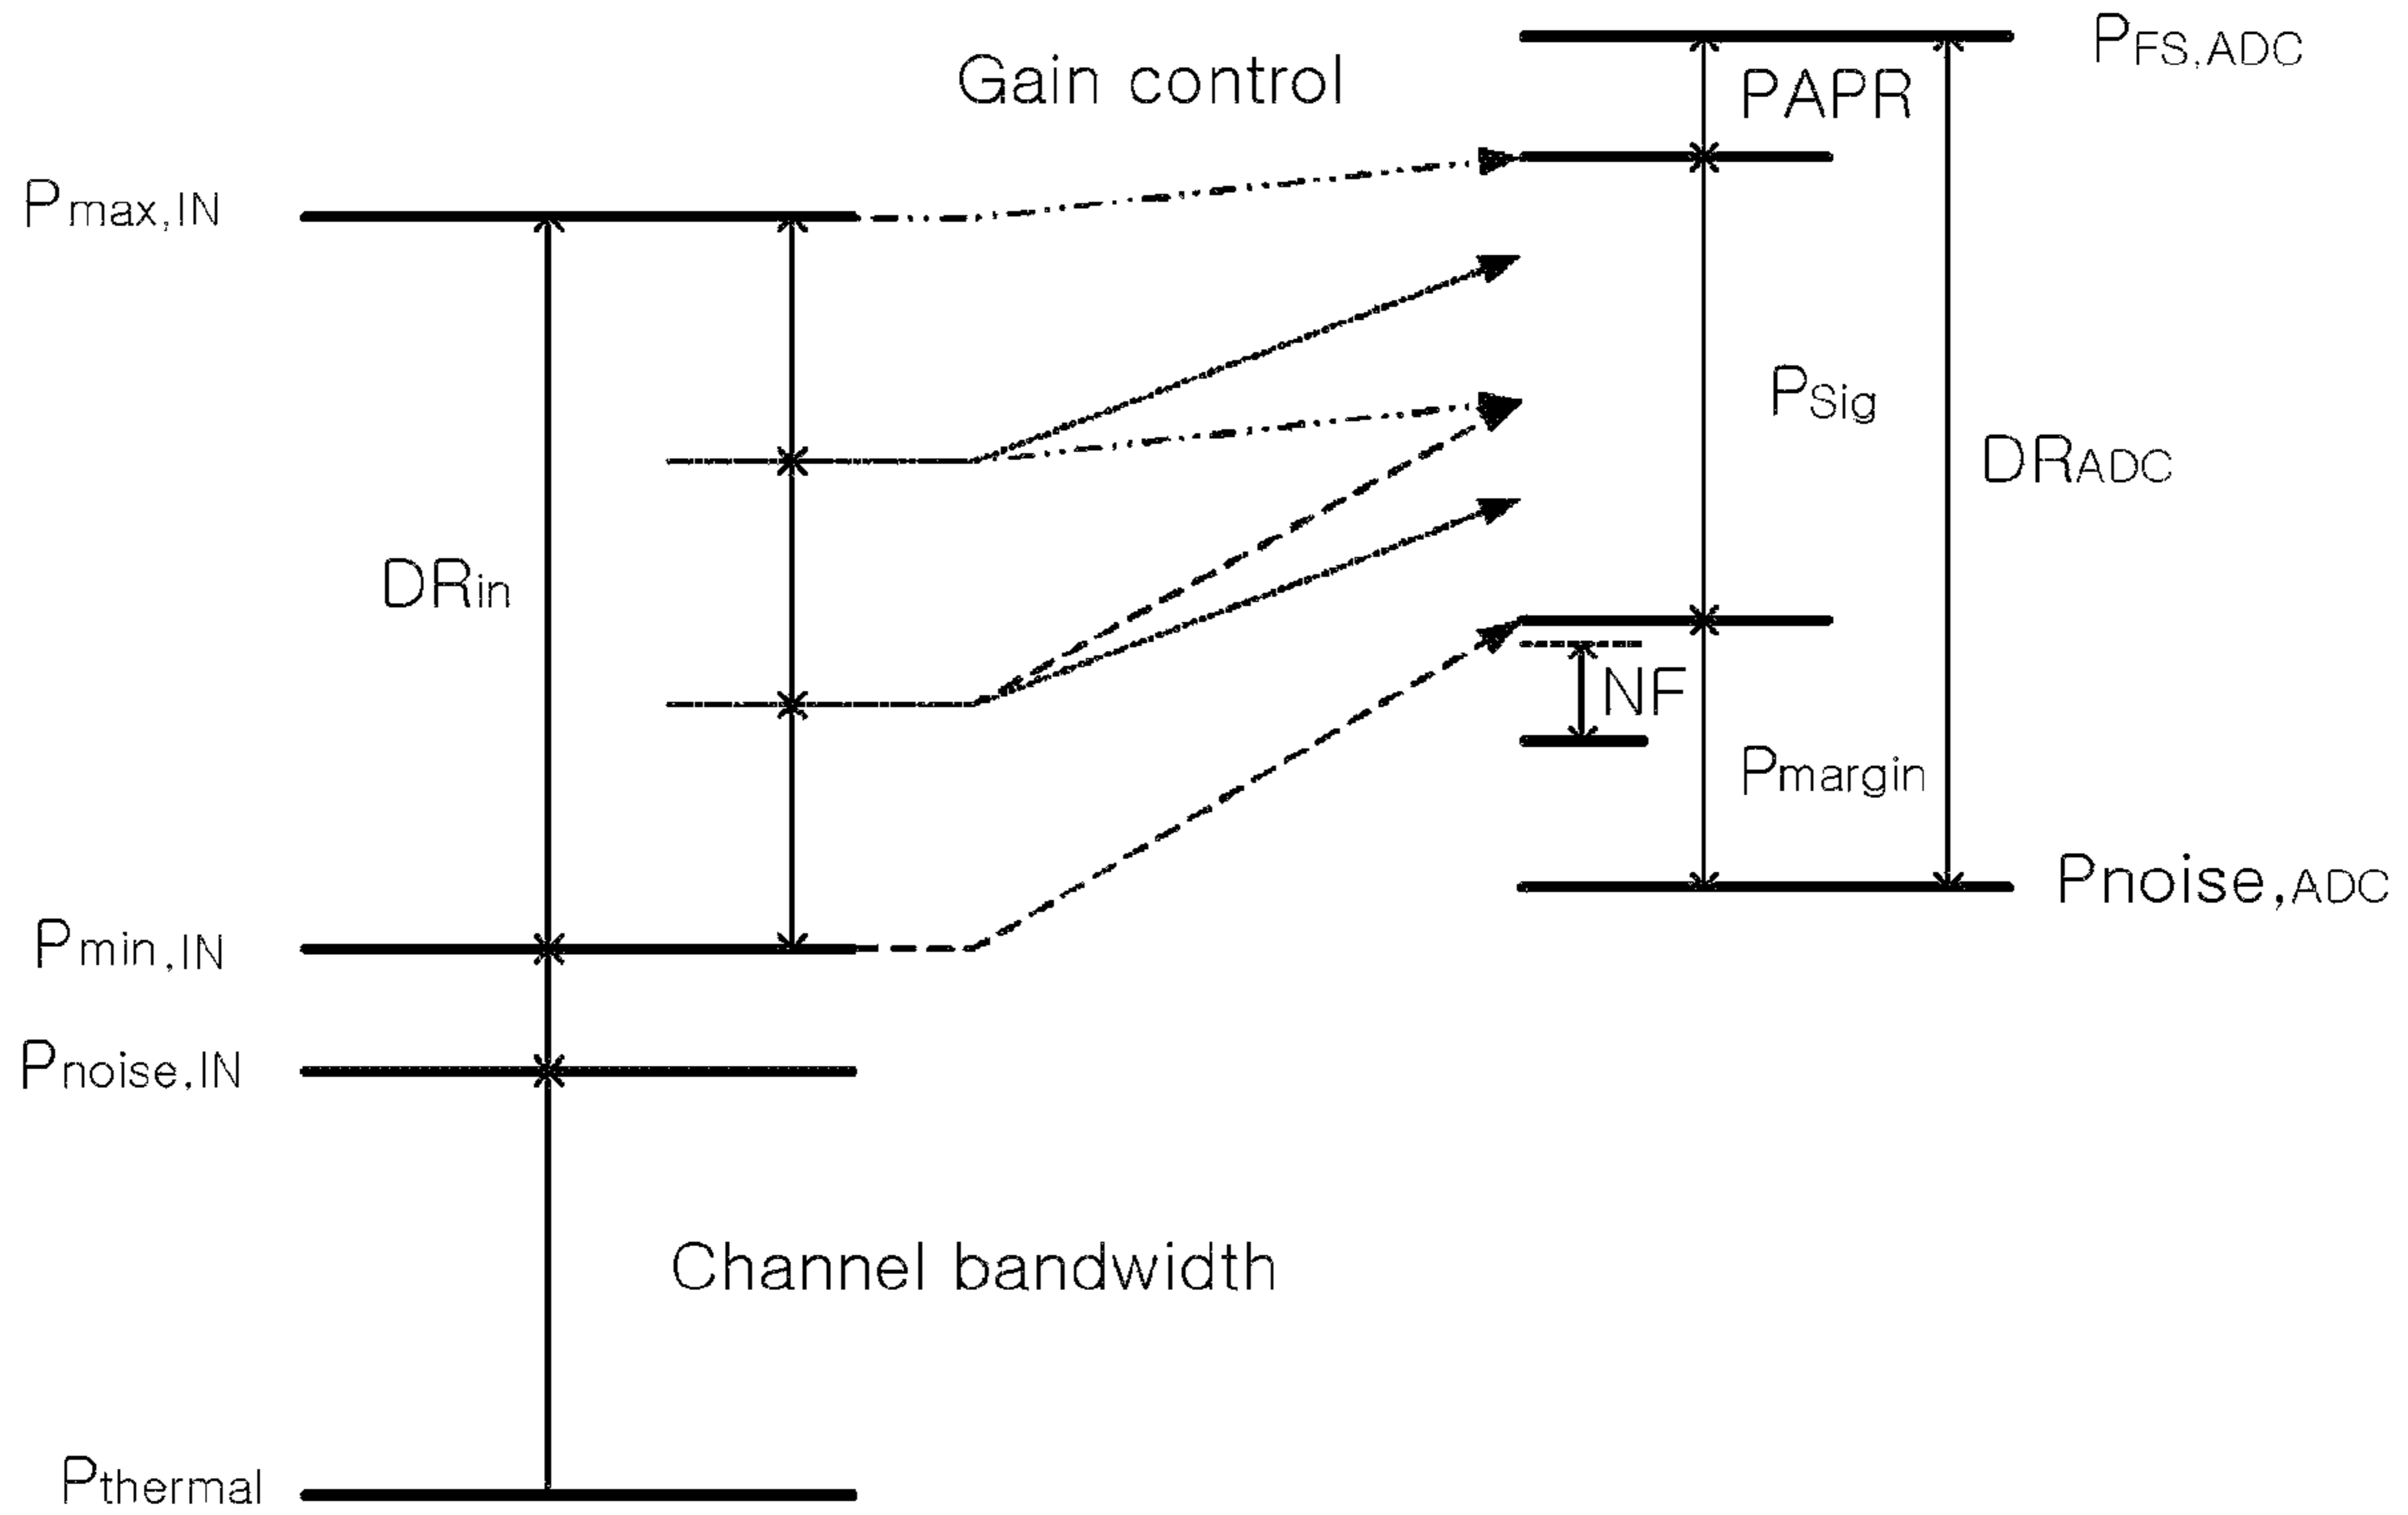 PFS,ADC
Gain control
PAPR
Pmax,IN
PSig
DRADC
DRin
NF
Pmargin
Pnoise,ADC
Pmin,IN
Pnoise,IN
Channel bandwidth
Pthermal